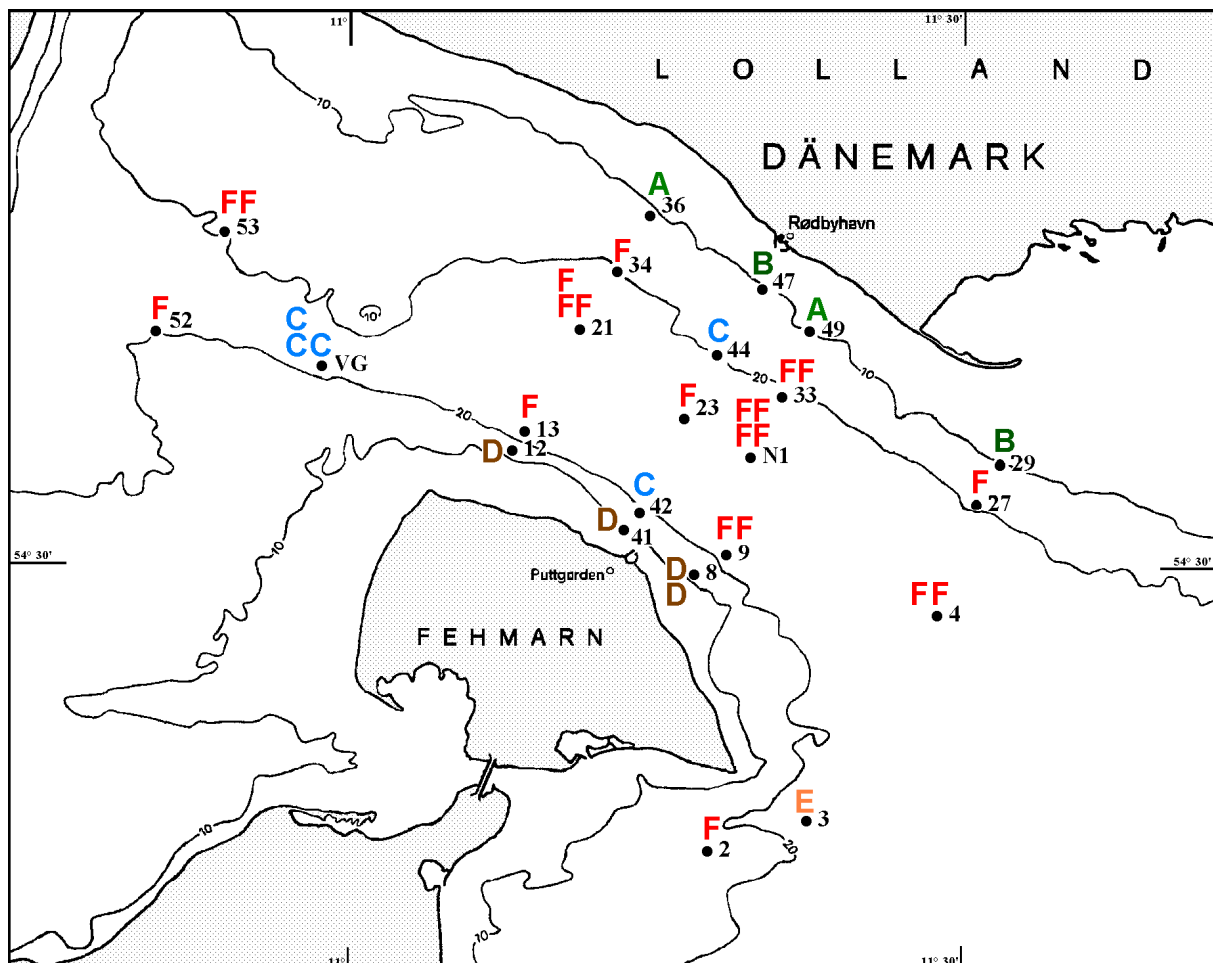 11° 11° 30'
L O L L A N D
10
DÄNEMARK
A
36
FF
53
Rødbyhavn
F
34
B
47
F
FF
21
10
F
52
C
CC
VG
A
49
C
44
20
FF
33
10
F
23
FF
FF
N1
20
F
13
D
12
B
29
F
27
C
42
D
41
FF
9
10
54° 30' 54° 30'
Puttgarden
D
D
8
FF
4
FEHMARN
E
3
10
F
2
20
10
11° 11° 30'